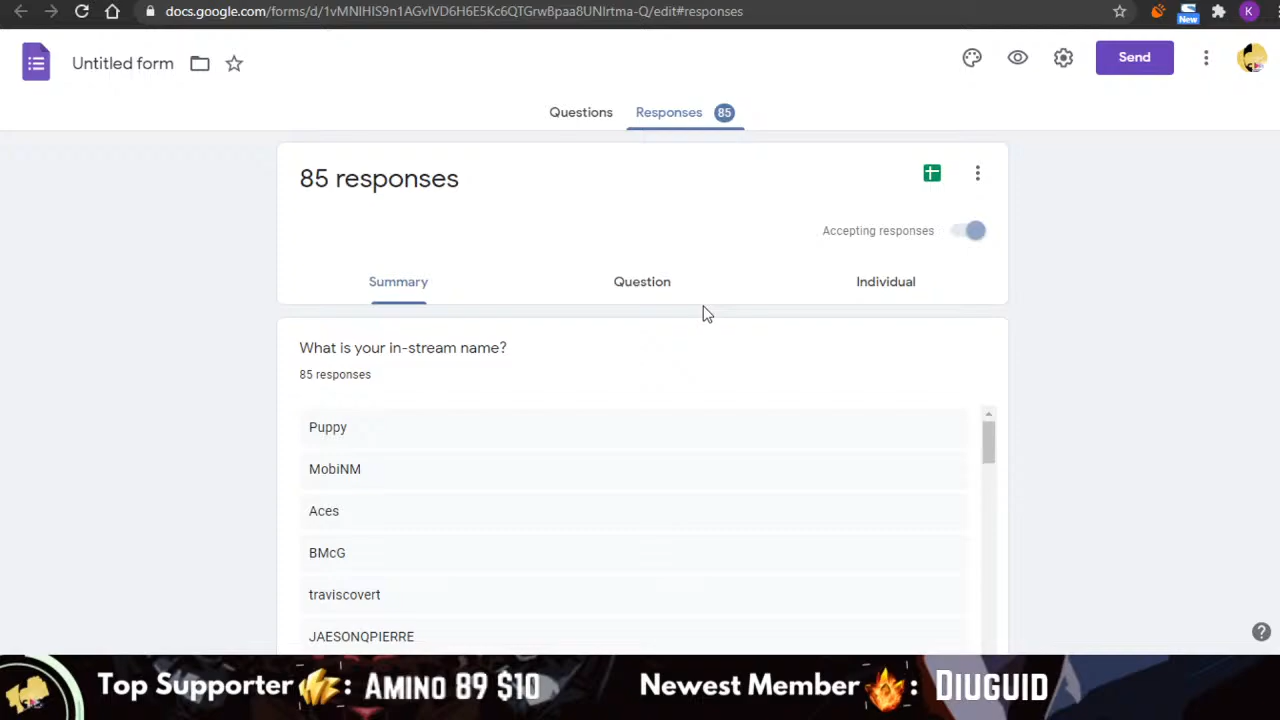 docs.google.com/forms/d/1vMNIHIS9n1AGvIVD6H6E5Kc6QTGrwBpaa8UNIrtma-Q/edit#responses
New
K
Untitled form
Send
Questions
Responses 85
85 responses
Accepting responses
Summary
Question
Individual
What is your in-stream name?
85 responses
Puppy
MobiNM
Aces
BMcG
traviscovert
JAESONQPIERRE
Top Supporter : Amino 89 $10
Newest Member : Diuguid